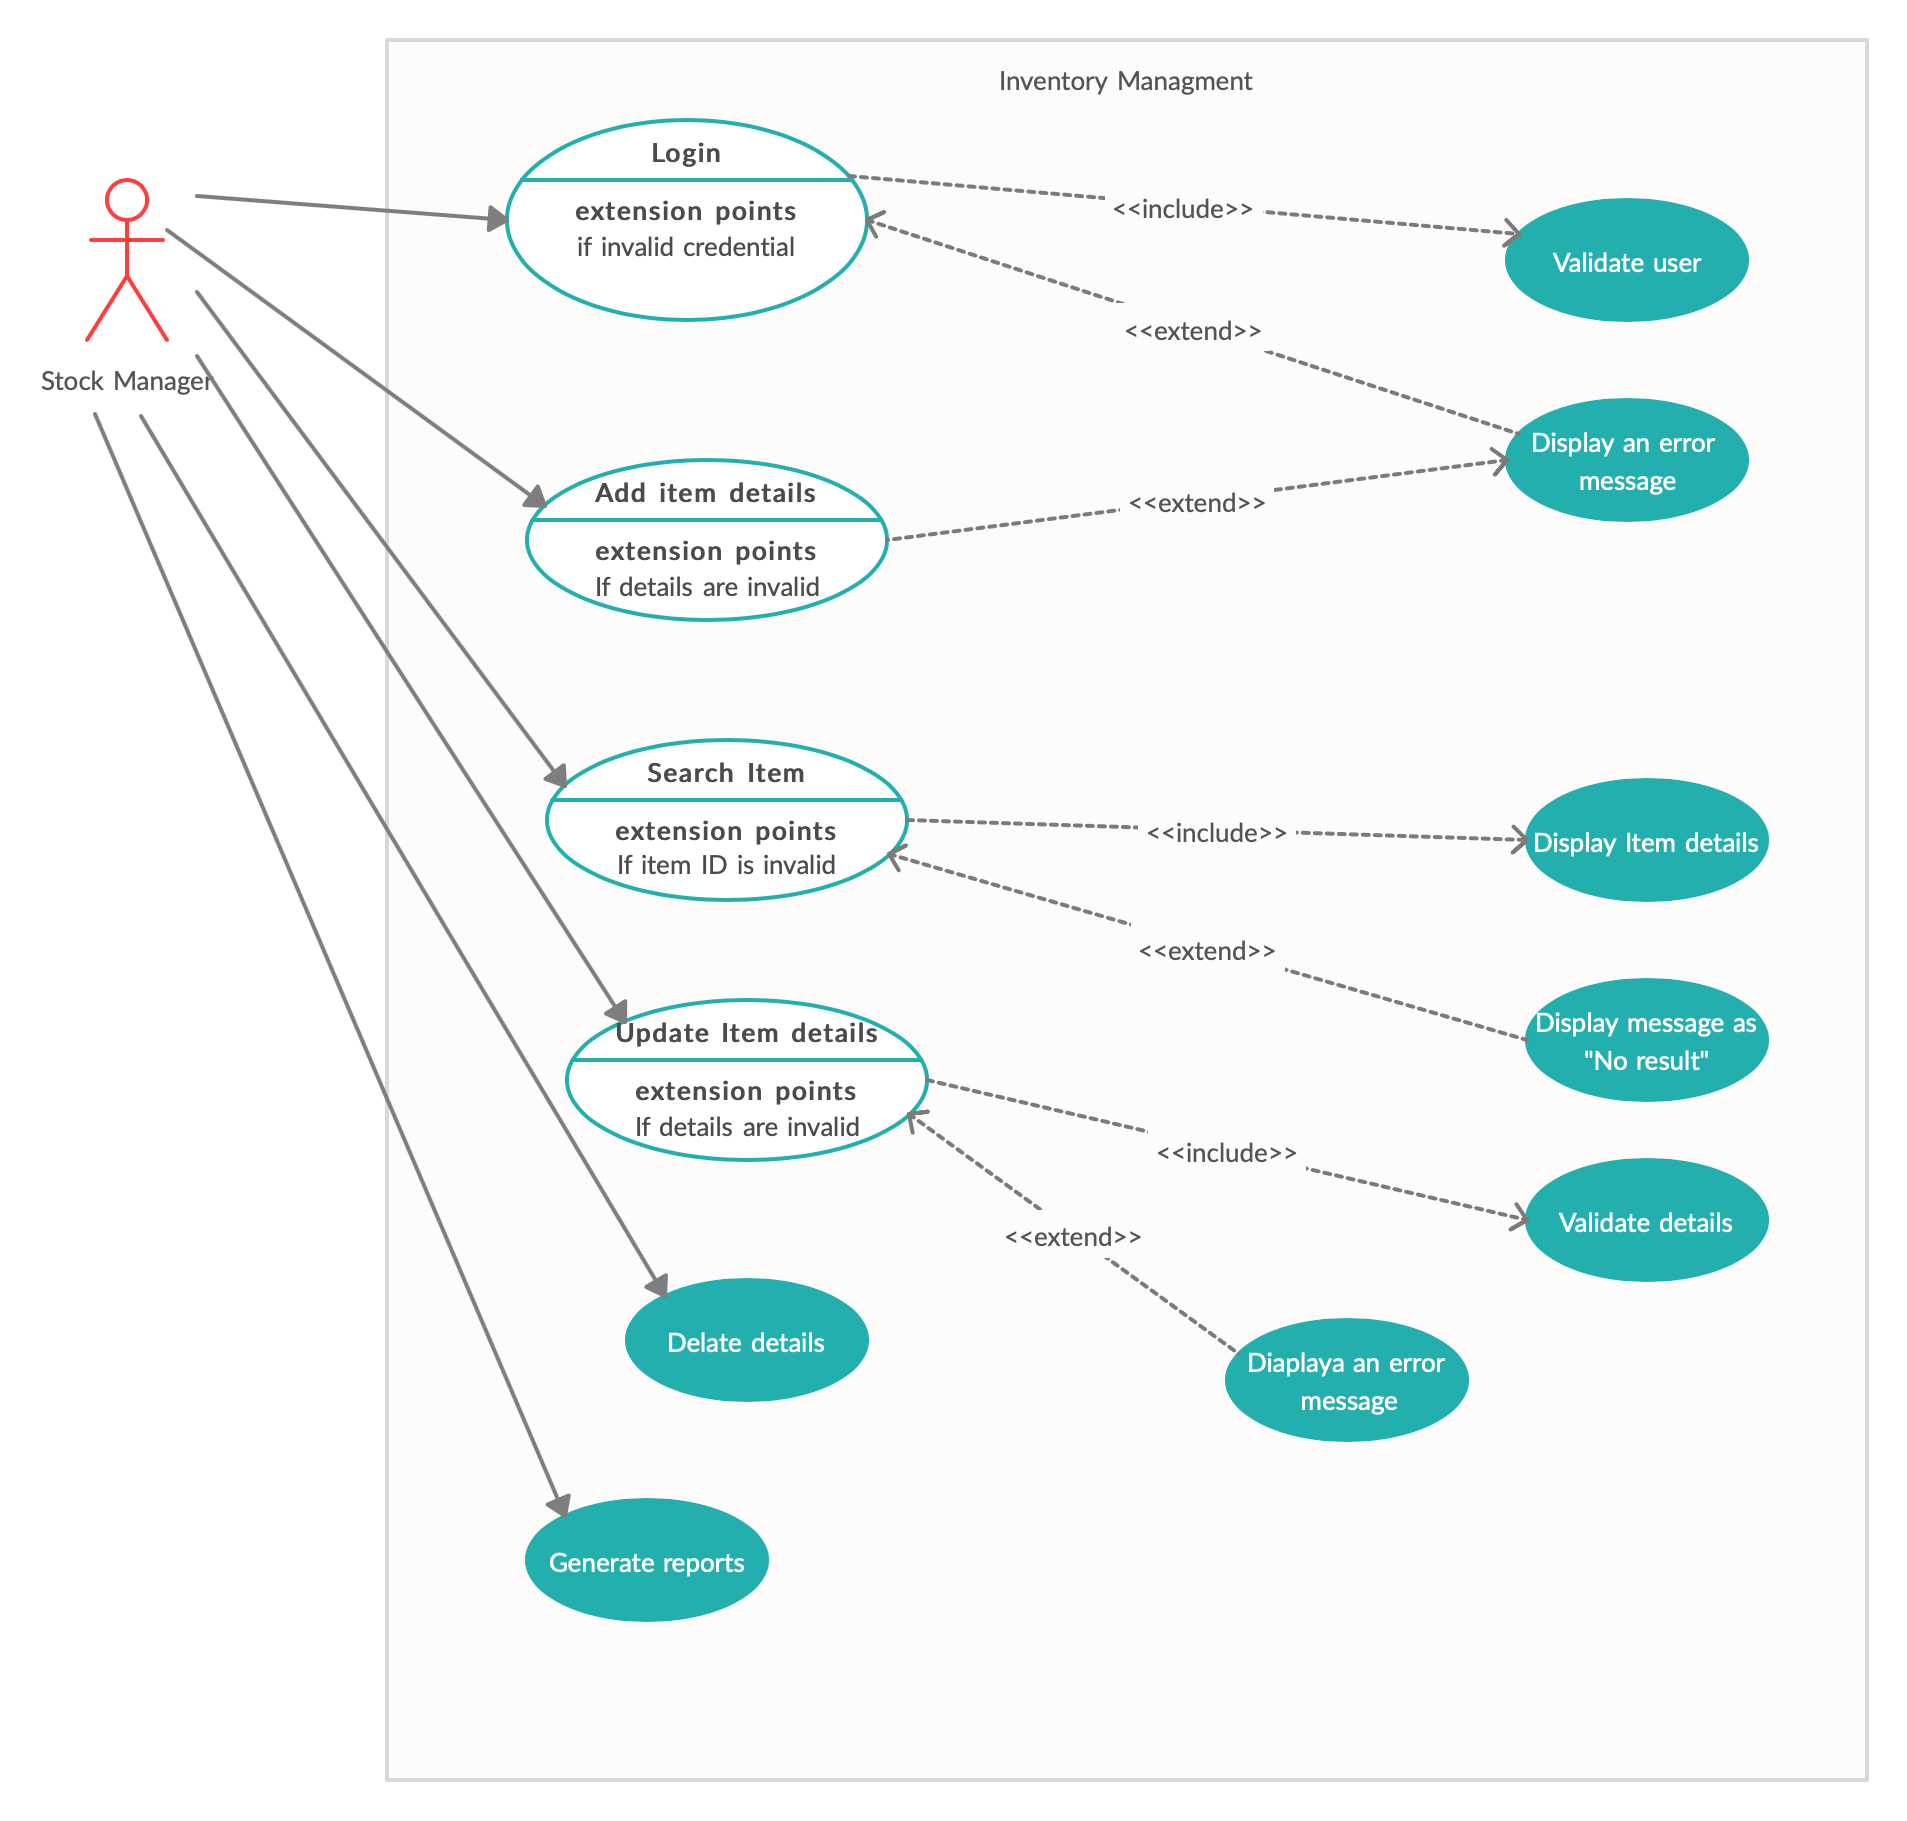 Inventory Managment
Login
extension points
if invalid credential
<<include>>
Validate user
<<extend>>
Stock Manager
Display an error
message
Add item details
extension points
If details are invalid
<<extend>>
Search Item
extension points
If item ID is invalid
<<include>>
Display Item details
<<extend>>
Display message as
"No result"
Update Item details
extension points
If details are invalid
<<include>>
Validate details
<<extend>>
Delate details
Diaplaya an error
message
Generate reports